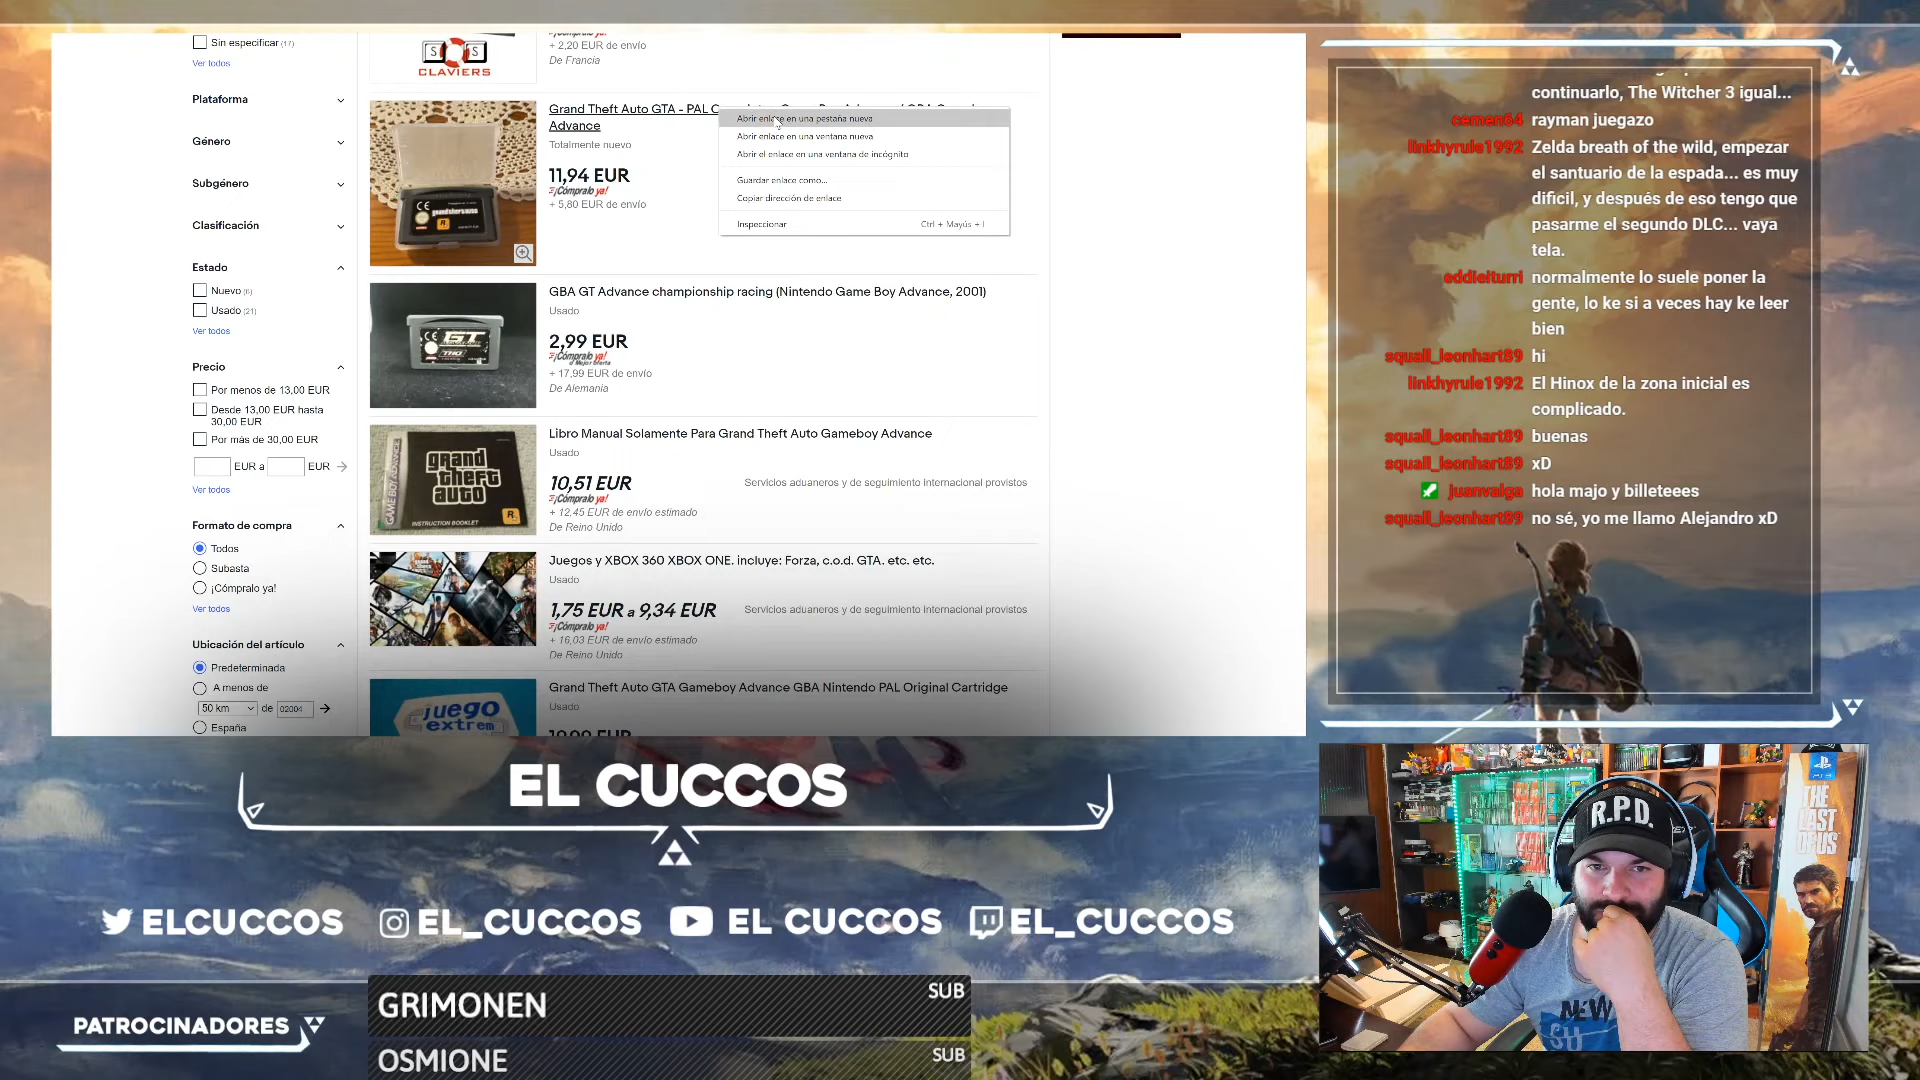 Sin especificar (17)
Ver todos
Plataforma
Género
Subgénero
Clasificación
Estado
Nuevo (6)
Usado (21)
Ver todos
Precio
Por menos de 13,00 EUR
Desde 13,00 EUR hasta
30,00 EUR
Por más de 30,00 EUR
EUR a EUR
Ver todos
Formato de compra
Todos
Subasta
¡Cómpralo ya!
Ver todos
Ubicación del artículo
Predeterminada
A menos de
50 km de 02004
España
S S
CLAVIERS
+ 2,20 EUR de envío
De Francia
Grand Theft Auto GTA - PAL
Advance
Totalmente nuevo
11,94 EUR
¡Cómpralo ya!
+ 5,80 EUR de envío
Abrir enlace en una pestaña nueva
Abrir enlace en una ventana nueva
Abrir el enlace en una ventana de incógnito
Guardar enlace como...
Copiar dirección de enlace
Inspeccionar Ctrl + Mayús + I
GBA GT Advance championship racing (Nintendo Game Boy Advance, 2001)
Usado
2,99 EUR
¡Cómpralo ya!
o Mejor oferta
+ 17,99 EUR de envío
De Alemania
GT
THQ
Libro Manual Solamente Para Grand Theft Auto Gameboy Advance
Usado
10,51 EUR Servicios aduaneros y de seguimiento internacional provistos
¡Cómpralo ya!
+ 12,45 EUR de envío estimado
De Reino Unido
GAME BOY ADVANCE
grand
theft
auto
INSTRUCTION BOOKLET
Juegos y XBOX 360 XBOX ONE. incluye: Forza, c.o.d. GTA. etc. etc.
Usado
1,75 EUR a 9,34 EUR Servicios aduaneros y de seguimiento internacional provistos
¡Cómpralo ya!
+ 16,03 EUR de envío estimado
De Reino Unido
Grand Theft Auto GTA Gameboy Advance GBA Nintendo PAL Original Cartridge
Usado
juego
extrem
continuarlo, The Witcher 3 igual...
cemen64 rayman juegazo
linkhyrule1992 Zelda breath of the wild, empezar
el santuario de la espada... es muy
dificil, y después de eso tengo que
pasarme el segundo DLC... vaya
tela.
eddieiturri normalmente lo suele poner la
gente, lo ke si a veces hay ke leer
bien
squall_leonhart89 hi
linkhyrule1992 El Hinox de la zona inicial es
complicado.
squall_leonhart89 buenas
squall_leonhart89 xD
juanvalga hola majo y billeteees
squall_leonhart89 no sé, yo me llamo Alejandro xD
EL CUCCOS
ELCUCCOS EL_CUCCOS EL CUCCOS EL_CUCCOS
PATROCINADORES
GRIMONEN SUB
OSMIONE SUB
R.P.D.
THE
LAST
OF US